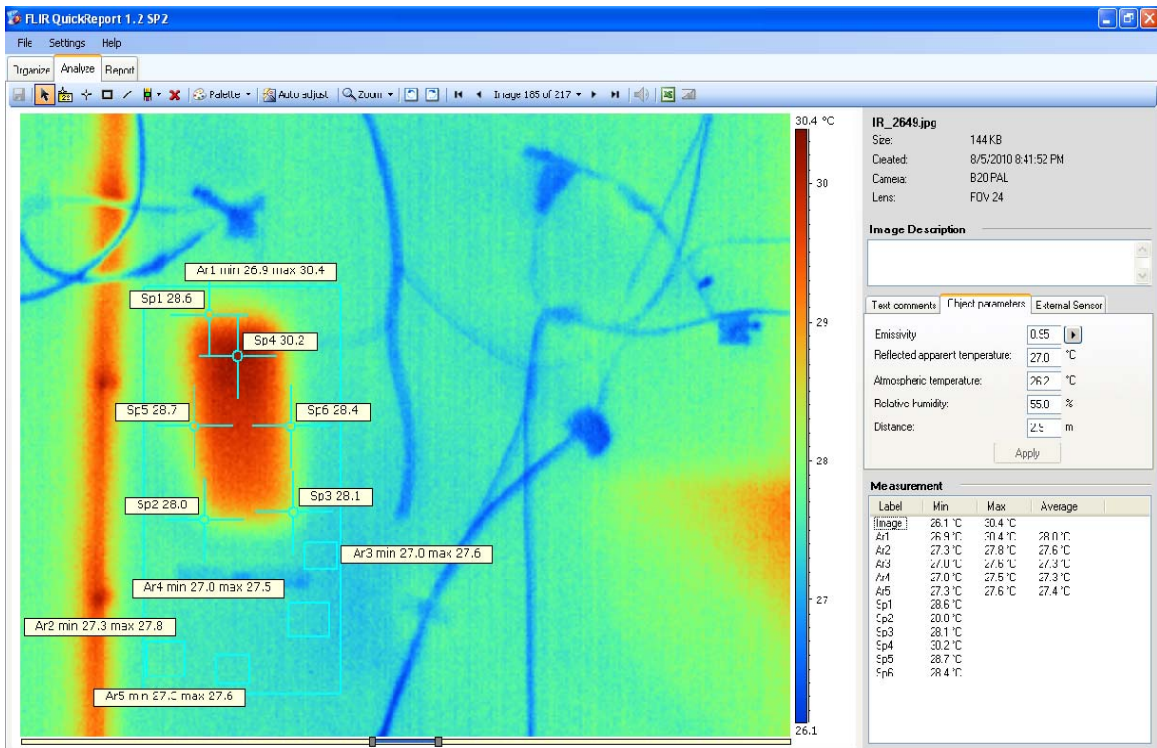 FLIR QuickReport 1.2 SP2
File Settings Help
Organize Analyze Report
Palette Auto adjust Zoom Image 185 of 217
30.4 °C
30
29
28
27
26.1
Ar1 min 26.9 max 30.4
Sp1 28.6
Sp4 30.2
Sp5 28.7
Sp6 28.4
Sp2 28.0
Sp3 28.1
Ar3 min 27.0 max 27.6
Ar4 min 27.0 max 27.5
Ar2 min 27.3 max 27.8
Ar5 min 27.3 max 27.6
IR_2649.jpg
Size: 144 KB
Created: 8/5/2010 8:41:52 PM
Camera: B20 PAL
Lens: FOV 24
Image Description
Text comments Object parameters External Sensor
Emissivity 0.95
Reflected apparent temperature: 27.0 °C
Atmospheric temperature: 26.2 °C
Relative humidity: 55.0 %
Distance: m
Apply
Measurement
Label Min Max Average
Image 26.1 °C 30.4 °C
Ar1 26.9 °C 30.4 °C 28.0 °C
Ar2 27.3 °C 27.8 °C 27.6 °C
Ar3 27.0 °C 27.6 °C 27.3 °C
Ar4 27.0 °C 27.5 °C 27.3 °C
Ar5 27.3 °C 27.6 °C 27.4 °C
Sp1 28.6 °C
Sp2 °C
Sp3 28.1 °C
Sp4 30.2 °C
Sp5 28.7 °C
Sp6 28.4 °C